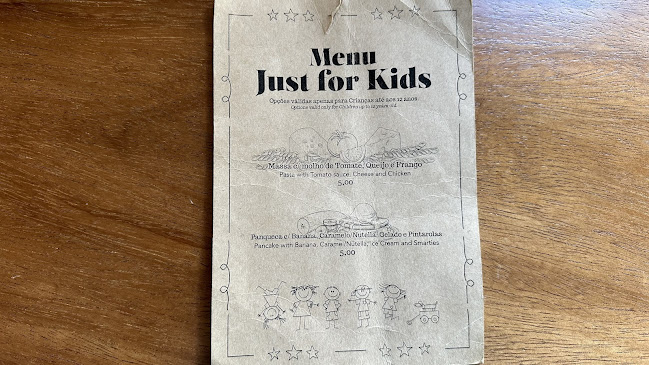 Menu
Just for Kids
Opções válidas apenas para Crianças até aos 12 anos
Options valid only for Children up to 12 years old
Massa c/ molho de Tomate, Queijo e Frango
Pasta with Tomato sauce, Cheese and Chicken
5.00
Panqueca c/ Banana, Caramelo/Nutella, Gelado e Pintarolas
Pancake with Banana, Caramel/Nutella, Ice Cream and Smarties
5.00